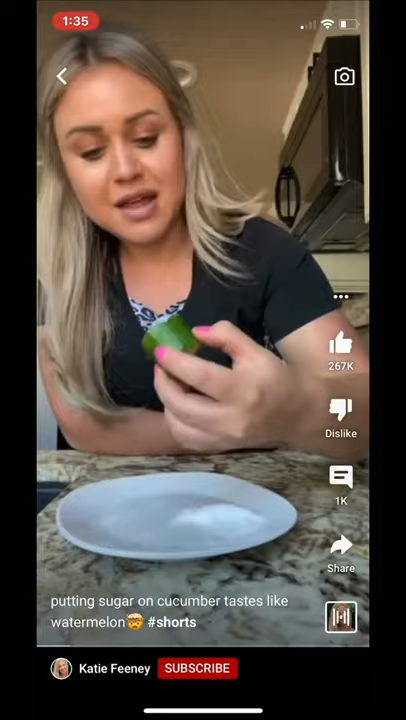 1:35
267K
Dislike
1K
Share
putting sugar on cucumber tastes like
watermelon🤯 #shorts
Katie Feeney SUBSCRIBE